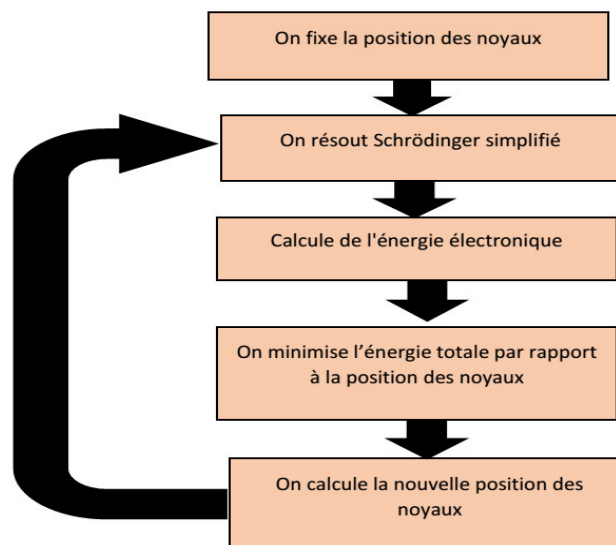 On fixe la position des noyaux
On résout Schrödinger simplifié
Calcule de l'énergie électronique
On minimise l’énergie totale par rapport
à la position des noyaux
On calcule la nouvelle position des
noyaux